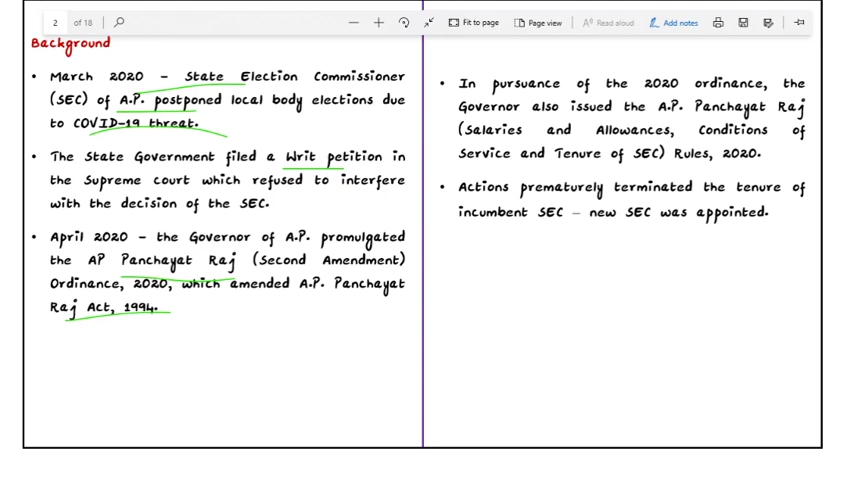 2 of 18
Fit to page
Page view
Read aloud
Add notes
Background
• March 2020 – State Election Commissioner
(SEC) of A.P. postponed local body elections due
to COVID-19 threat.
• The State Government filed a Writ petition in
the Supreme court which refused to interfere
with the decision of the SEC.
• April 2020 – the Governor of A.P. promulgated
the AP Panchayat Raj (Second Amendment)
Ordinance, 2020, which amended A.P. Panchayat
Raj Act, 1994.
• In pursuance of the 2020 ordinance, the
Governor also issued the A.P. Panchayat Raj
(Salaries and Allowances, Conditions of
Service and Tenure of SEC) Rules, 2020.
• Actions prematurely terminated the tenure of
incumbent SEC – new SEC was appointed.